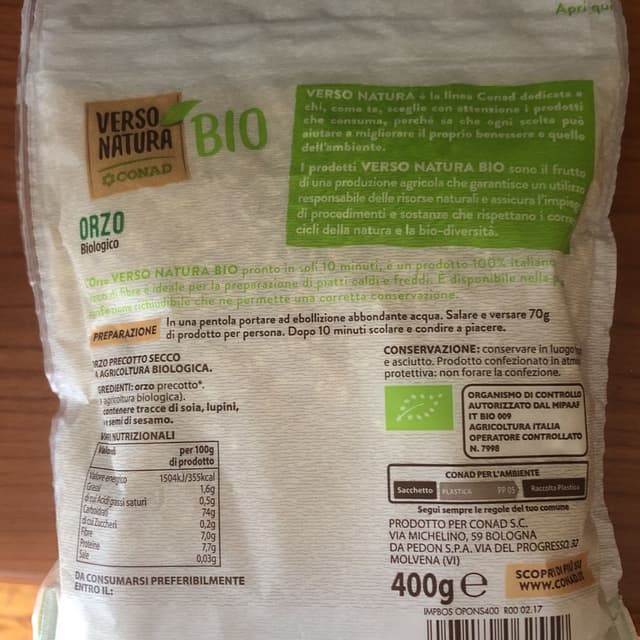 Apri qui
VERSO
NATURA
CONAD
BIO
ORZO
Biologico
VERSO NATURA è la linea Conad dedicata a
chi, come te, sceglie con attenzione i prodotti
che consuma, perché sa che ogni scelta può
aiutare a migliorare il proprio benessere e quello
dell'ambiente.
I prodotti VERSO NATURA BIO sono il frutto
di una produzione agricola che garantisce un utilizzo
responsabile delle risorse naturali e assicura l'impieg
di procedimenti e sostanze che rispettano i
cicli della natura e la bio-diversità.
L'Orzo VERSO NATURA BIO pronto in soli 10 minuti, è un prodotto 100% italiano
di fibre è ideale per la preparazione di piatti caldi e freddi. È disponibile nella
confezione richiudibile che ne permette una corretta conservazione.
PREPARAZIONE
In una pentola portare ad ebollizione abbondante acqua. Salare e versare 70g
di prodotto per persona. Dopo 10 minuti scolare e condire a piacere.
ORZO PRECOTTO SECCO
DA AGRICOLTURA BIOLOGICA.
INGREDIENTI: orzo precotto*.
agricoltura biologica).
contenere tracce di soia, lupini,
e semi di sesamo.
VALORI NUTRIZIONALI
per 100g
di prodotto
Valore energico 1504kJ/355kcal
Grassi 1,6g
di cui Acidi grassi saturi 0,5g
Carboidrati 74g
di cui Zuccheri 0,2g
Fibre 7,0g
Proteine 7,7g
Sale 0,03g
DA CONSUMARSI PREFERIBILMENTE
ENTRO IL:
CONSERVAZIONE: conservare in luogo
e asciutto. Prodotto confezionato in atm
protettiva: non forare la confezione.
ORGANISMO DI CONTROLLO
AUTORIZZATO DAL MIPAAF
IT BIO 009
AGRICOLTURA ITALIA
OPERATORE CONTROLLATO
N. 7998
CONAD PER L'AMBIENTE
Sacchetto PLASTICA PP 05 Raccolta Plastica
Segui sempre le regole del tuo comune
PRODOTTO PER CONAD S.C.
VIA MICHELINO, 59 BOLOGNA
DA PEDON S.P.A. VIA DEL PROGRESSO 32
MOLVENA (VI)
400g e
SCOPRI DI PIÙ SU
WWW.CONAD.IT
IMPBOS OPONS400 R00 02.17